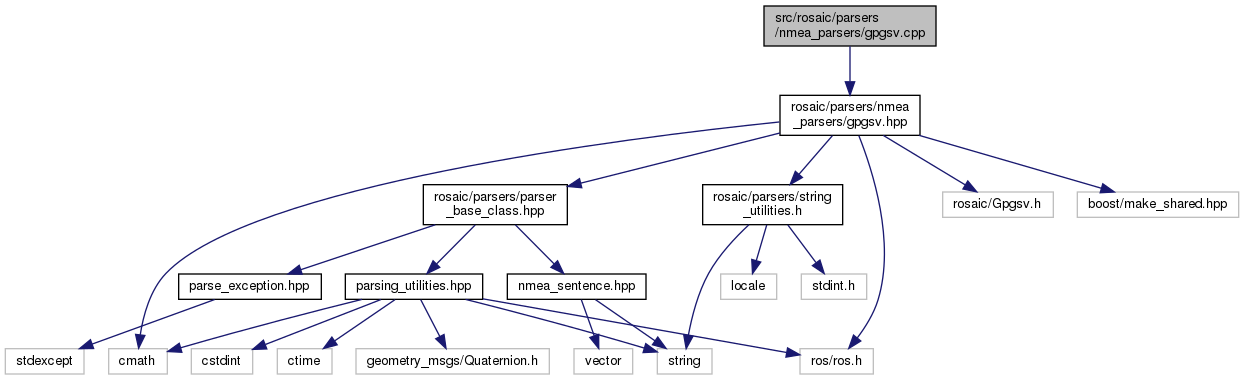 src/rosaic/parsers
/nmea_parsers/gpgsv.cpp
rosaic/parsers/nmea
_parsers/gpgsv.hpp
rosaic/parsers/parser
_base_class.hpp
rosaic/parsers/string
_utilities.h
rosaic/Gpgsv.h
boost/make_shared.hpp
parse_exception.hpp
parsing_utilities.hpp
nmea_sentence.hpp
locale
stdint.h
stdexcept
cmath
cstdint
ctime
geometry_msgs/Quaternion.h
vector
string
ros/ros.h